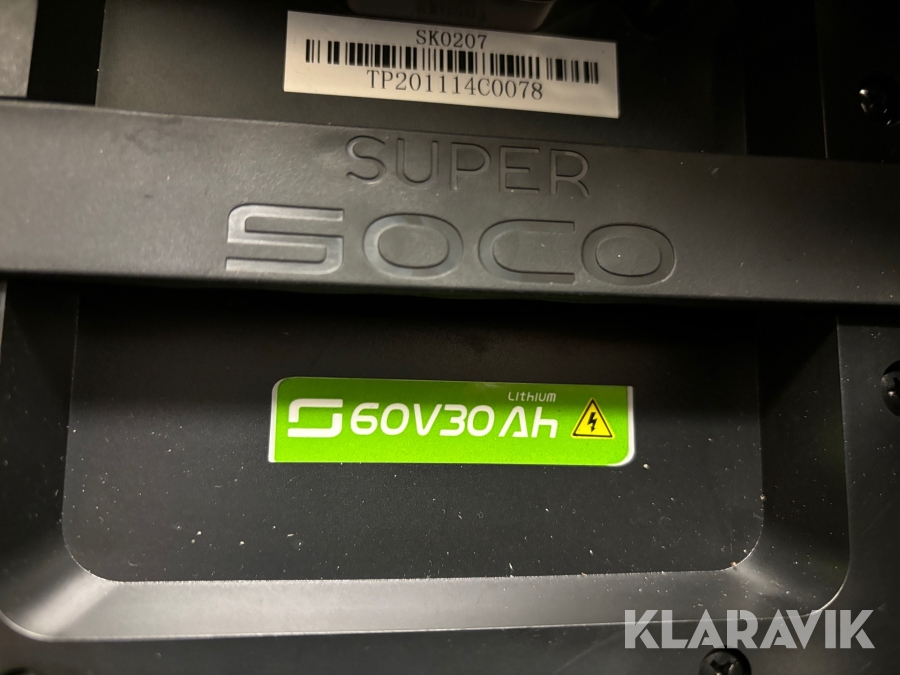 SK0207
TP201114C0078
SUPER
SOCO
Lithium
60V30Ah
KLARAVIK